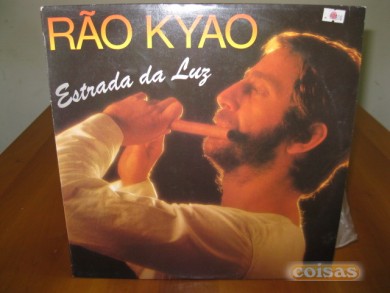 RÃO KYAO
Estrada da Luz
coisas